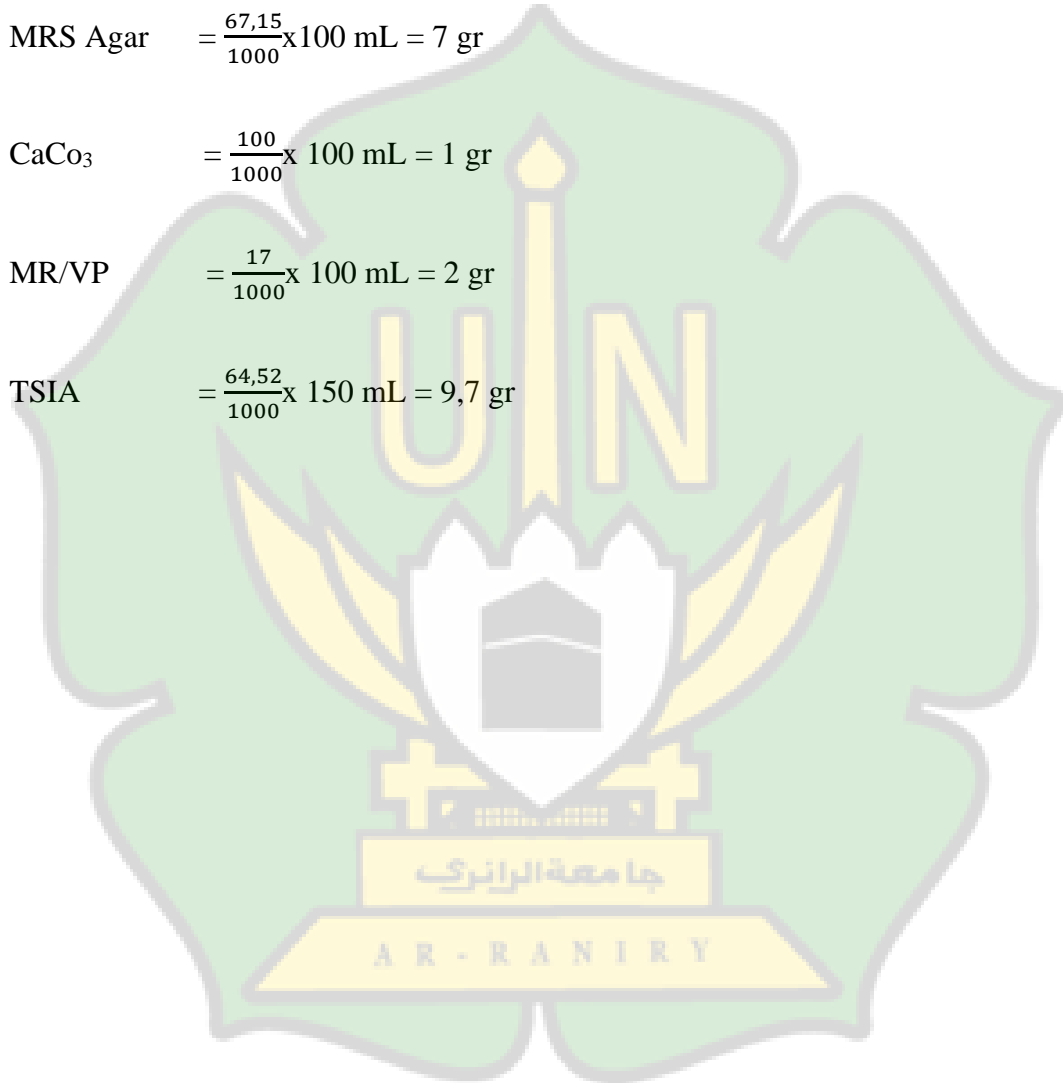 MRS Agar = 67,15/1000 x100 mL = 7 gr
CaCo₃ = 100/1000 x 100 mL = 1 gr
MR/VP = 17/1000 x 100 mL = 2 gr
UIN
TSIA = 64,52/1000 x 150 mL = 9,7 gr
جامعة الرانري
AR-RANIRY